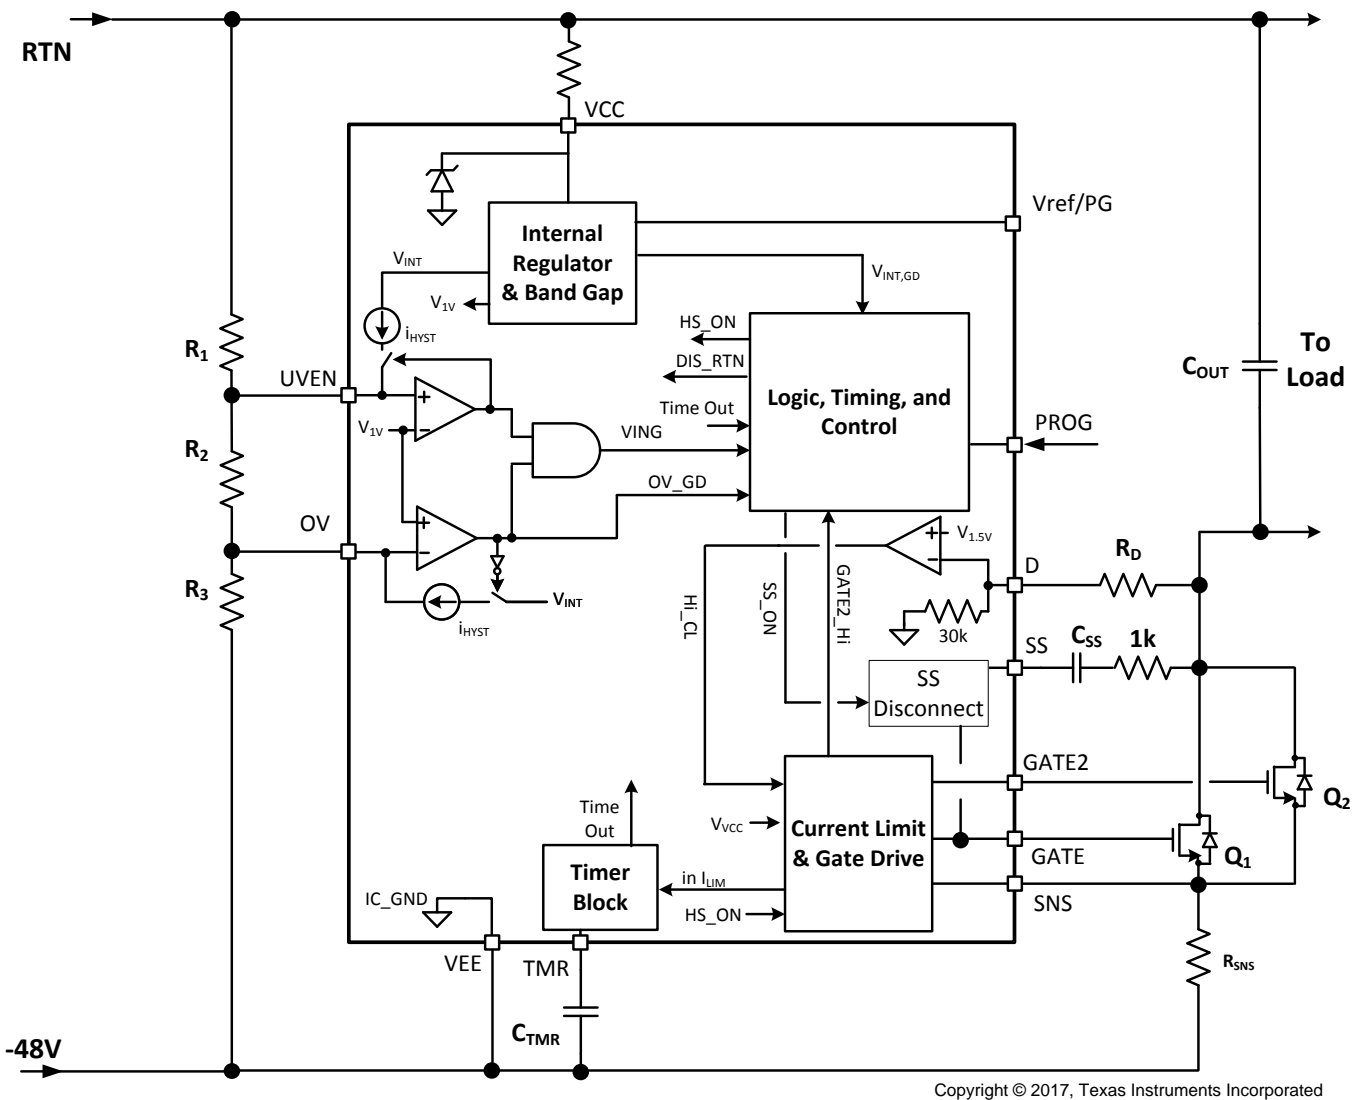 RTN
VCC
Vref/PG
Internal
Regulator
& Band Gap
VINT
V1V
VINT,GD
iHYST
HS_ON
DIS_RTN
Time Out
Logic, Timing, and
Control
R1
UVEN
V1V
VING
PROG
COUT
To
Load
R2
OV
OV_GD
V1.5V
RD
D
R3
iHYST
VINT
Hi_CL
SS_ON
GATE2_Hi
30k
SS
CSS
1k
SS
Disconnect
GATE2
Q2
Time
Out
VVCC
Current Limit
& Gate Drive
GATE
Q1
Timer
Block
in ILIM
HS_ON
SNS
IC_GND
VEE
TMR
RSNS
CTMR
-48V
Copyright © 2017, Texas Instruments Incorporated